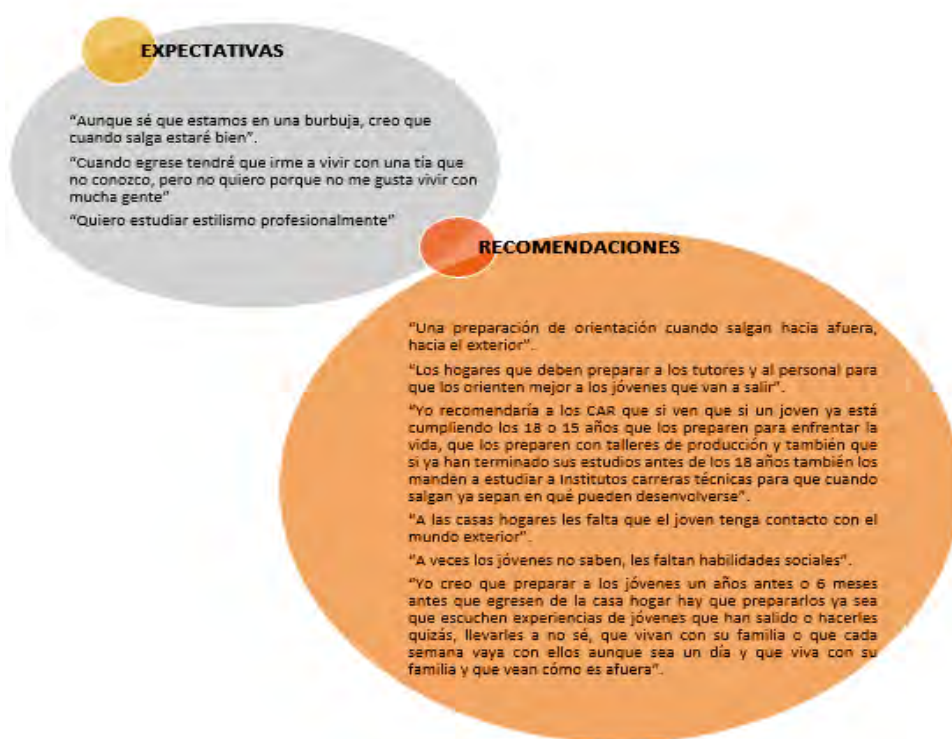 EXPECTATIVAS
“Aunque sé que estamos en una burbuja, creo que
cuando salga estaré bien”.
“Cuando egrese tendré que irme a vivir con una tía que
no conozco, pero no quiero porque no me gusta vivir con
mucha gente”
“Quiero estudiar estilismo profesionalmente”
RECOMENDACIONES
“Una preparación de orientación cuando salgan hacia afuera,
hacia el exterior”.
“Los hogares que deben preparar a los tutores y al personal para
que los orienten mejor a los jóvenes que van a salir”.
“Yo recomendaría a los CAR que si ven que si un joven ya está
cumpliendo los 18 o 15 años que los preparen para enfrentar la
vida, que los preparen con talleres de producción y también que
si ya han terminado sus estudios antes de los 18 años también los
manden a estudiar a Institutos carreras técnicas para que cuando
salgan ya sepan en qué pueden desenvolverse”.
“A las casas hogares les falta que el joven tenga contacto con el
mundo exterior”.
“A veces los jóvenes no saben, les faltan habilidades sociales”.
“Yo creo que preparar a los jóvenes un años antes o 6 meses
antes que egresen de la casa hogar hay que prepararlos ya sea
que escuchen experiencias de jóvenes que han salido o hacerles
quizás, llevarles a no sé, que vivan con su familia o que cada
semana vaya con ellos aunque sea un día y que viva con su
familia y que vean cómo es afuera”.